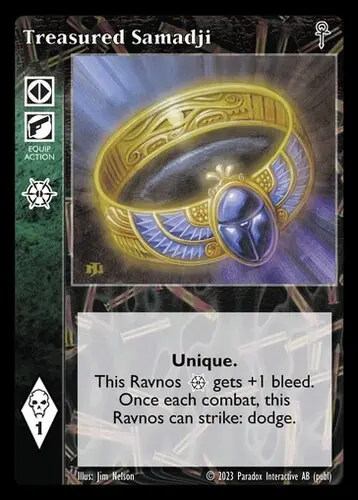 Treasured Samadji
EQUIP
ACTION
Unique.
This Ravnos gets +1 bleed.
Once each combat, this
Ravnos can strike: dodge.
1
Illus: Jim Nelson © 2023 Paradox Interactive AB (publ)